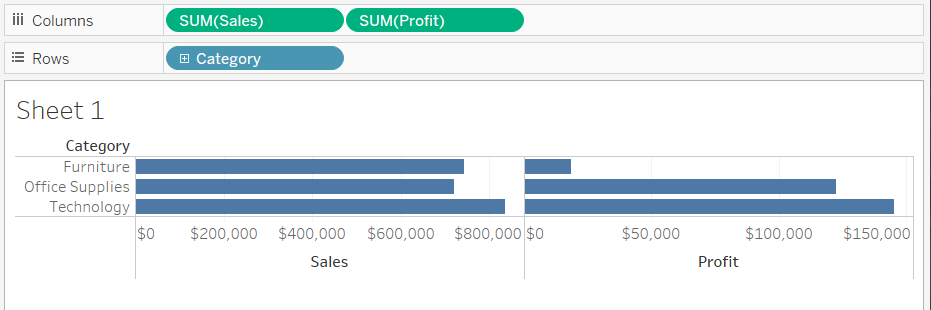 Columns SUM(Sales) SUM(Profit)
Rows Category
Sheet 1
Category
Furniture
Office Supplies
Technology
$0 $200,000 $400,000 $600,000 $800,000 $0 $50,000 $100,000 $150,000
Sales Profit